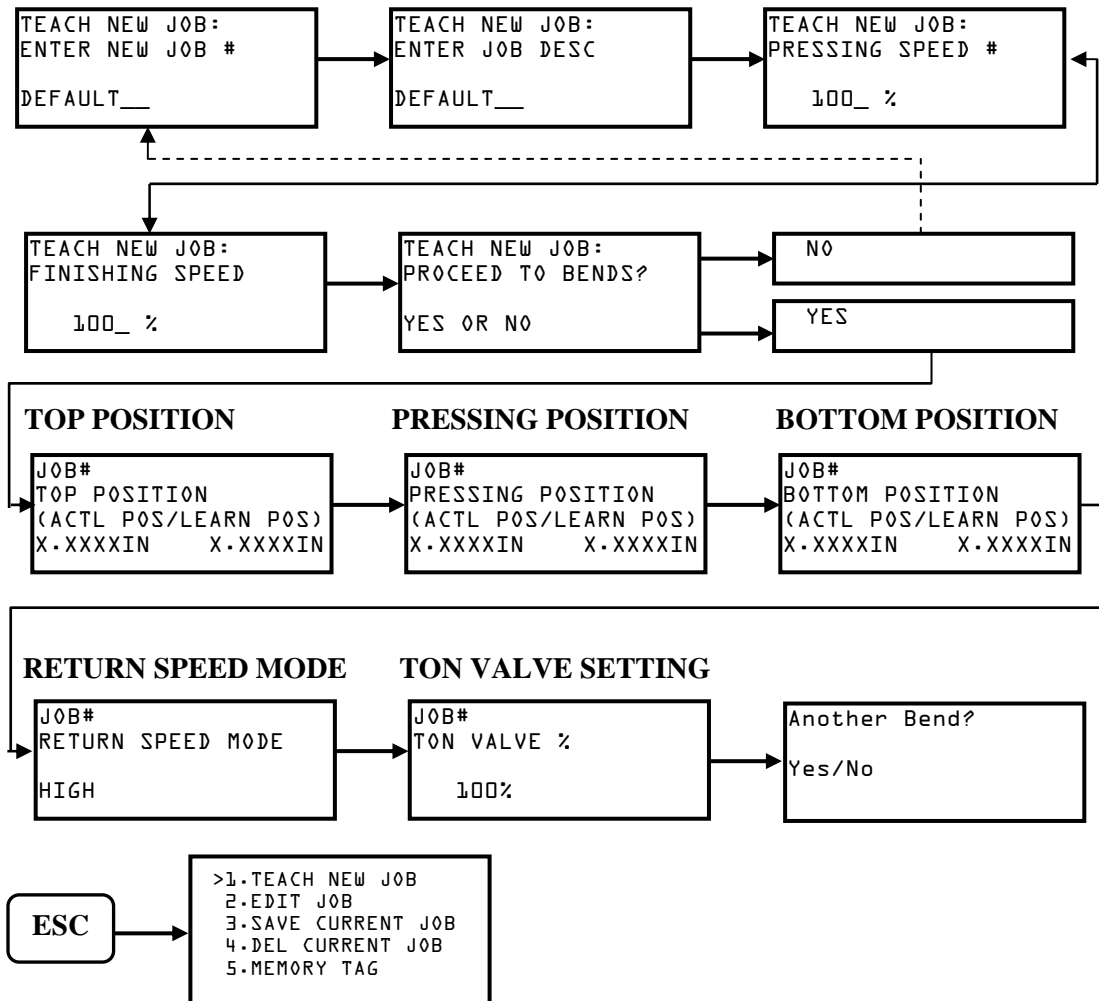 TEACH NEW JOB:
ENTER NEW JOB #
DEFAULT__
TEACH NEW JOB:
ENTER JOB DESC
DEFAULT__
TEACH NEW JOB:
PRESSING SPEED #
100_ %
TEACH NEW JOB:
FINISHING SPEED
100_ %
TEACH NEW JOB:
PROCEED TO BENDS?
YES OR NO
NO
YES
TOP POSITION
JOB#
TOP POSITION
(ACTL POS/LEARN POS)
X.XXXXIN X.XXXXIN
PRESSING POSITION
JOB#
PRESSING POSITION
(ACTL POS/LEARN POS)
X.XXXXIN X.XXXXIN
BOTTOM POSITION
JOB#
BOTTOM POSITION
(ACTL POS/LEARN POS)
X.XXXXIN X.XXXXIN
RETURN SPEED MODE
JOB#
RETURN SPEED MODE
HIGH
TON VALVE SETTING
JOB#
TON VALVE %
100%
Another Bend?
Yes/No
ESC
>1.TEACH NEW JOB
2.EDIT JOB
3.SAVE CURRENT JOB
4.DEL CURRENT JOB
5.MEMORY TAG